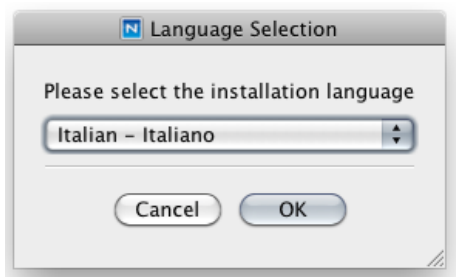 Language Selection
Please select the installation language
Italian – Italiano
Cancel OK